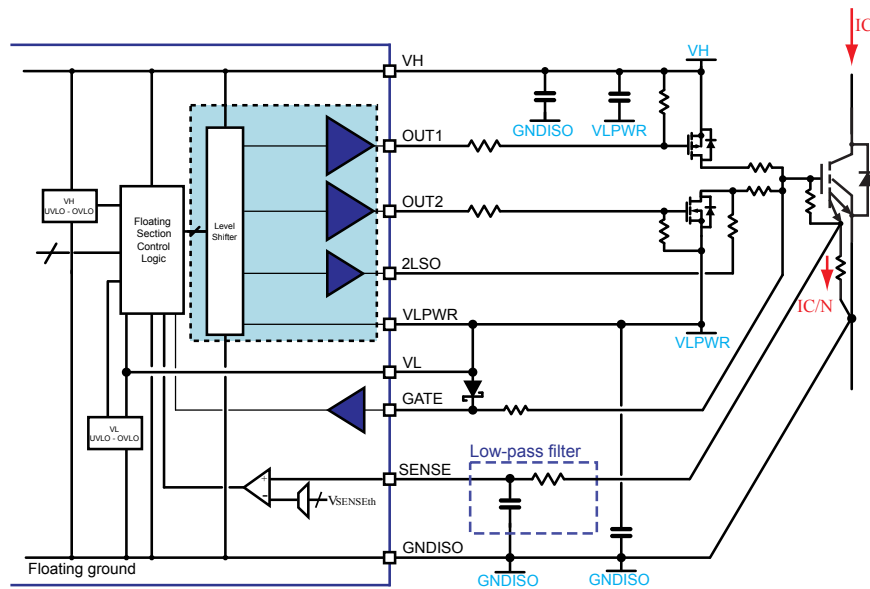 IC
VH
VH
GNDISO
VLPWR
OUT1
OUT2
VH
UVLO - OVLO
Floating
Section
Control
Logic
Level
Shifter
2LSO
IC/N
VLPWR
VLPWR
VL
GATE
VL
UVLO - OVLO
Low-pass filter
SENSE
+
-
VSENSEth
GNDISO
Floating ground
GNDISO
GNDISO